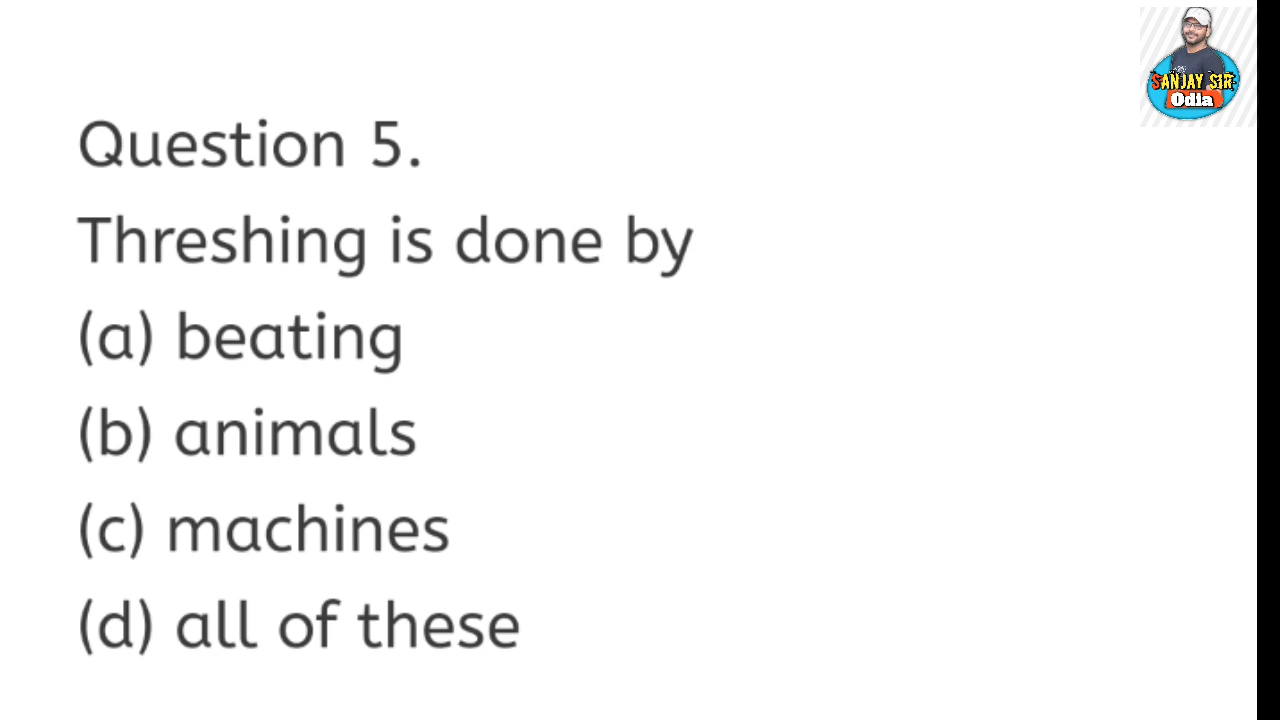 SANJAY SIR
Odia
Question 5.
Threshing is done by
(a) beating
(b) animals
(c) machines
(d) all of these